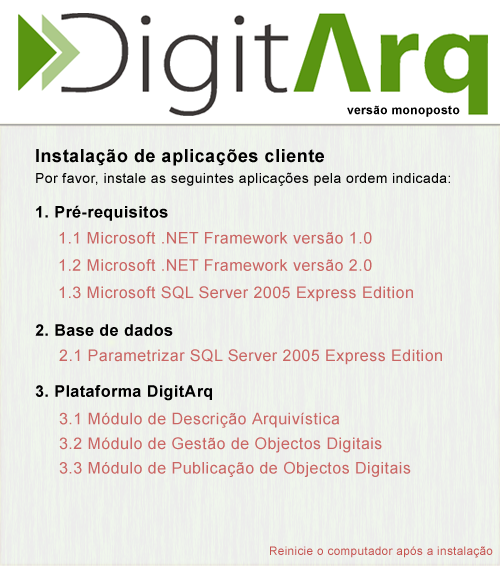 DigitArq
versão monoposto
Instalação de aplicações cliente
Por favor, instale as seguintes aplicações pela ordem indicada:
1. Pré-requisitos
1.1 Microsoft .NET Framework versão 1.0
1.2 Microsoft .NET Framework versão 2.0
1.3 Microsoft SQL Server 2005 Express Edition
2. Base de dados
2.1 Parametrizar SQL Server 2005 Express Edition
3. Plataforma DigitArq
3.1 Módulo de Descrição Arquivística
3.2 Módulo de Gestão de Objectos Digitais
3.3 Módulo de Publicação de Objectos Digitais
Reinicie o computador após a instalação